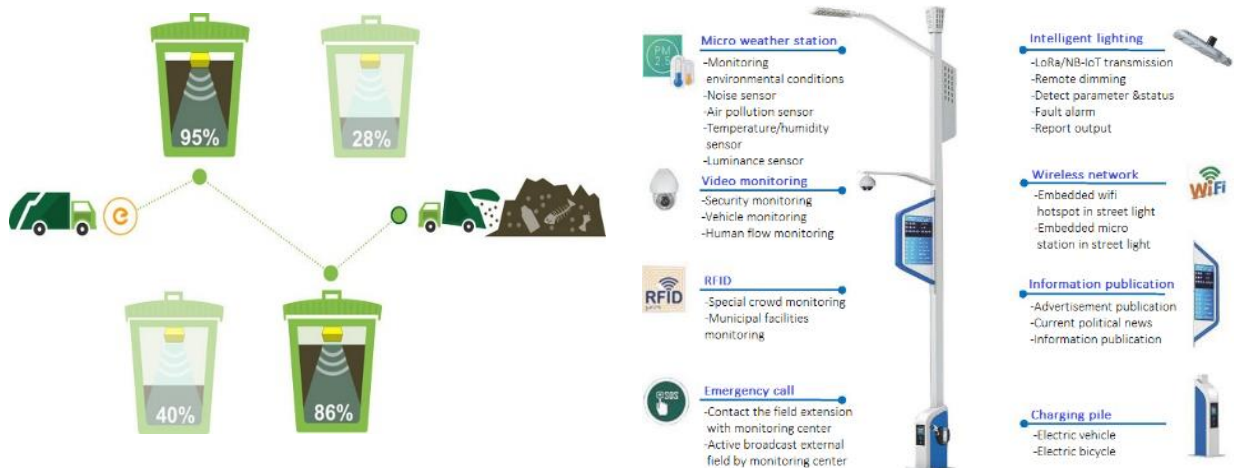 95%
28%
40%
86%
e
Micro weather station
-Monitoring
environmental conditions
-Noise sensor
-Air pollution sensor
-Temperature/humidity
sensor
-Luminance sensor
Video monitoring
-Security monitoring
-Vehicle monitoring
-Human flow monitoring
RFID
-Special crowd monitoring
-Municipal facilities
monitoring
Emergency call
-Contact the field extension
with monitoring center
-Active broadcast external
field by monitoring center
PM
2.5
RFID
SOS
Intelligent lighting
-LoRa/NB-IoT transmission
-Remote dimming
-Detect parameter &status
-Fault alarm
-Report output
Wireless network
-Embedded wifi
hotspot in street light
-Embedded micro
station in street light
Information publication
-Advertisement publication
-Current political news
-Information publication
Charging pile
-Electric vehicle
-Electric bicycle
WiFi